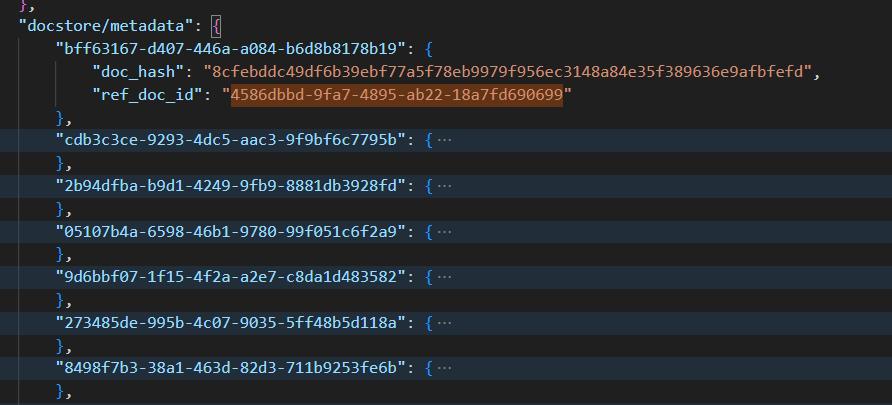 },
"docstore/metadata": {
"bff63167-d407-446a-a084-b6d8b8178b19": {
"doc_hash": "8cfebddc49df6b39ebf77a5f78eb9979f956ec3148a84e35f389636e9afbfefd",
"ref_doc_id": "4586dbbd-9fa7-4895-ab22-18a7fd690699"
},
"cdb3c3ce-9293-4dc5-aac3-9f9bf6c7795b": { ⋯
},
"2b94dfba-b9d1-4249-9fb9-8881db3928fd": { ⋯
},
"05107b4a-6598-46b1-9780-99f051c6f2a9": { ⋯
},
"9d6bbf07-1f15-4f2a-a2e7-c8da1d483582": { ⋯
},
"273485de-995b-4c07-9035-5ff48b5d118a": { ⋯
},
"8498f7b3-38a1-463d-82d3-711b9253fe6b": { ⋯
},